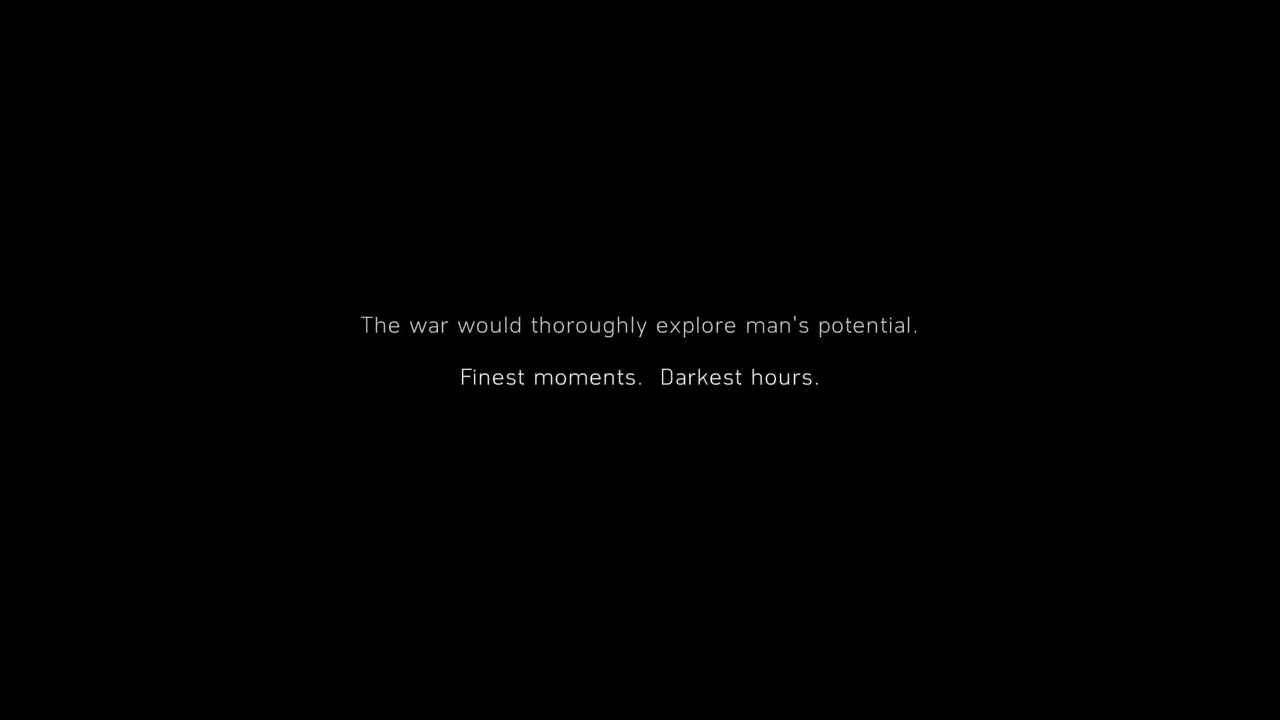 The war would thoroughly explore man's potential.
Finest moments.  Darkest hours.